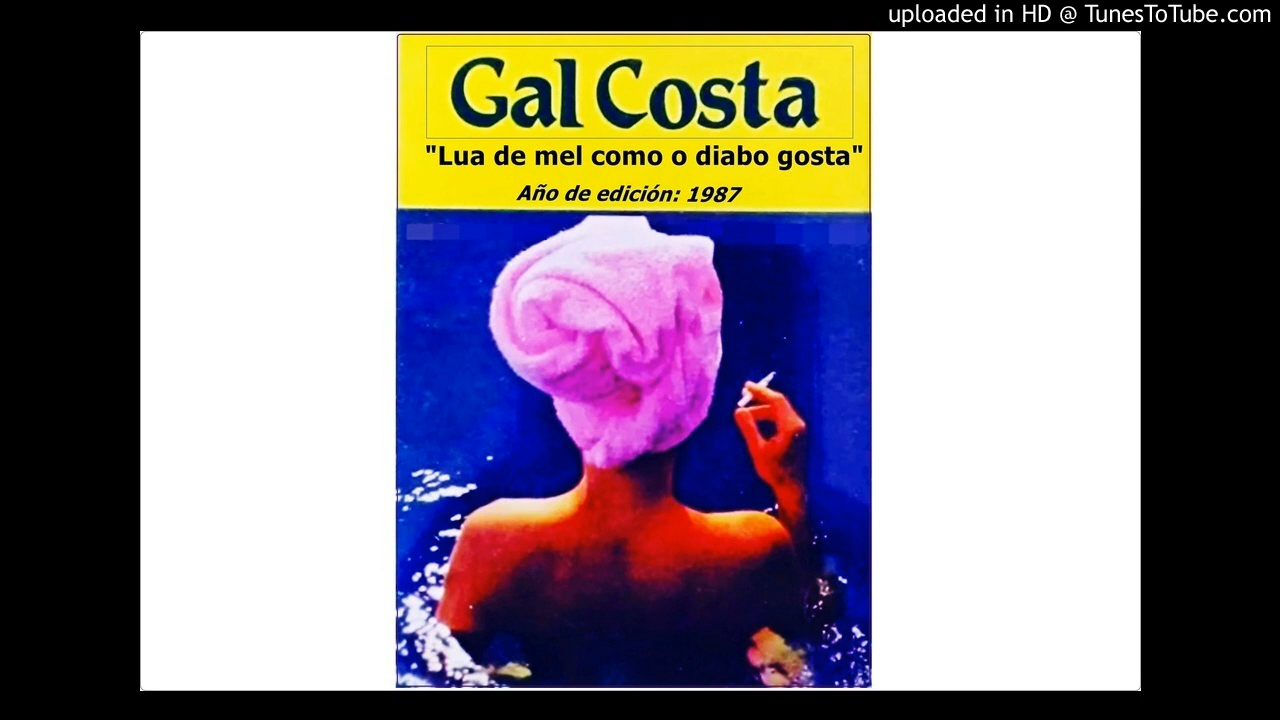 uploaded in HD @ TunesToTube.com
Gal Costa
"Lua de mel como o diabo gosta"
Año de edición: 1987